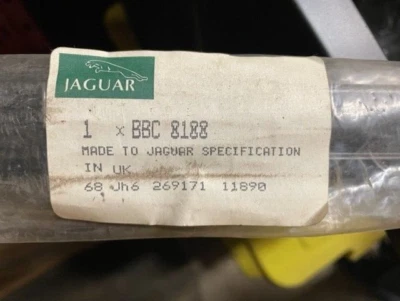 JAGUAR
1 x BBC 8188
MADE TO JAGUAR SPECIFICATION
IN UK
68 Jh6 269171 11890